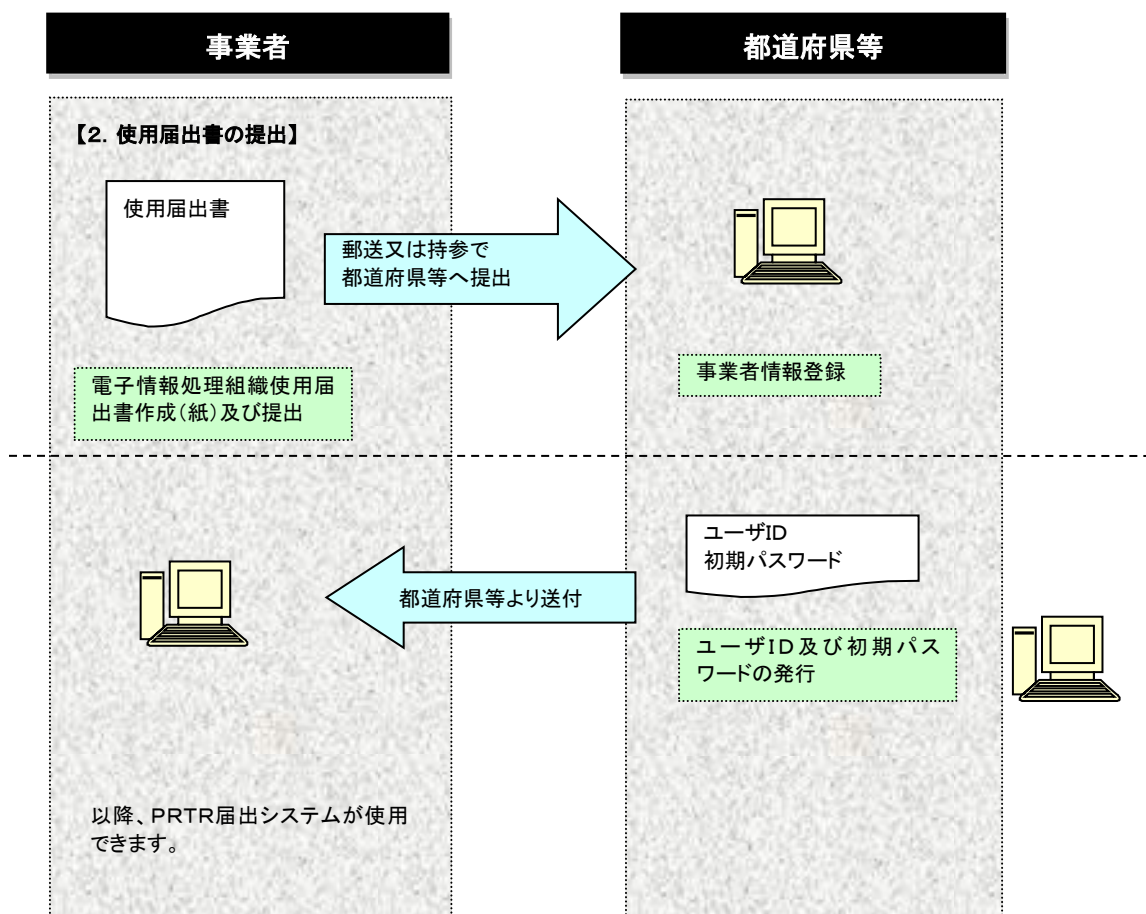 事業者
都道府県等
【2．使用届出書の提出】
使用届出書
郵送又は持参で
都道府県等へ提出
電子情報処理組織使用届
出書作成（紙）及び提出
事業者情報登録
ユーザID
初期パスワード
都道府県等より送付
ユーザID及び初期パス
ワードの発行
以降、PRTR届出システムが使用
できます。